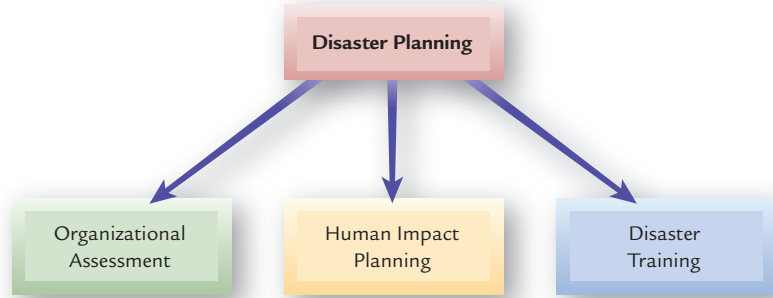 Disaster Planning
Organizational
Assessment
Human Impact
Planning
Disaster
Training